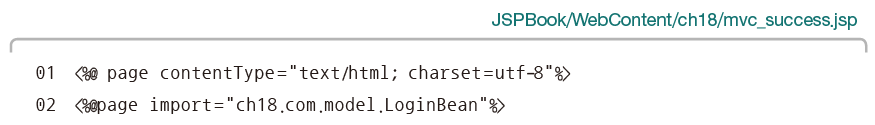 JSPBook/WebContent/ch18/mvc_success.jsp
01 <%@ page contentType="text/html; charset=utf-8"%>
02 <%@page import="ch18.com.model.LoginBean"%>